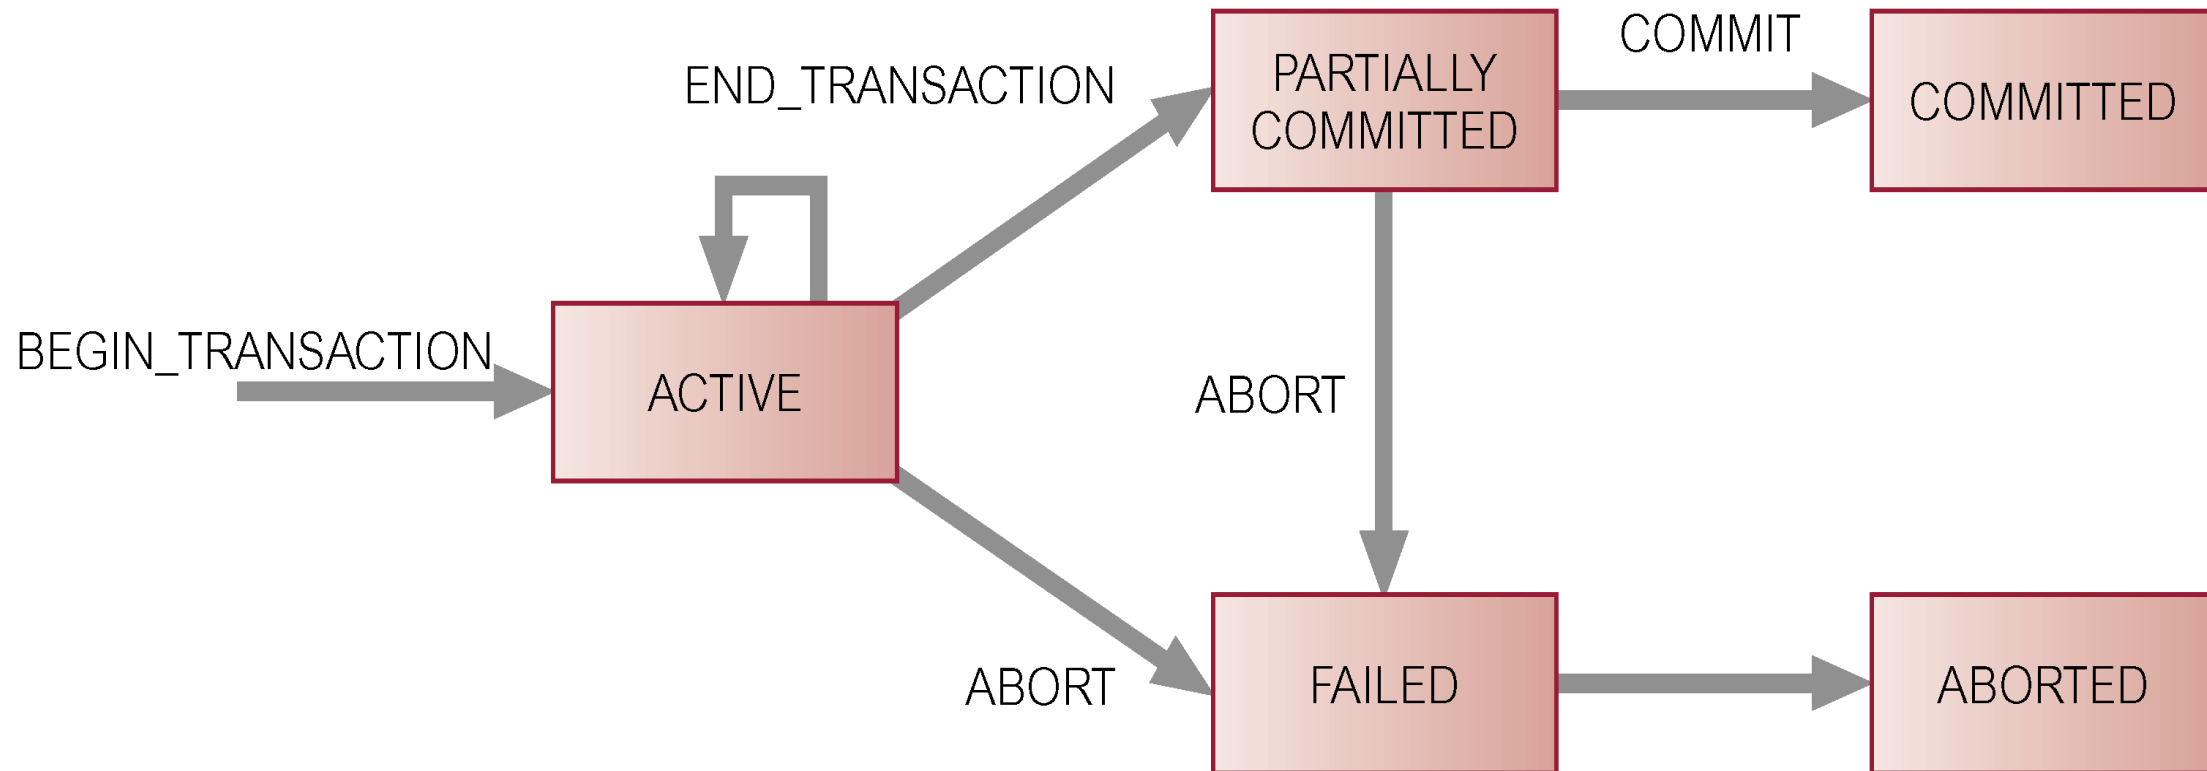 COMMIT
END_TRANSACTION
PARTIALLY
COMMITTED
COMMITTED
BEGIN_TRANSACTION
ACTIVE
ABORT
ABORT
FAILED
ABORTED